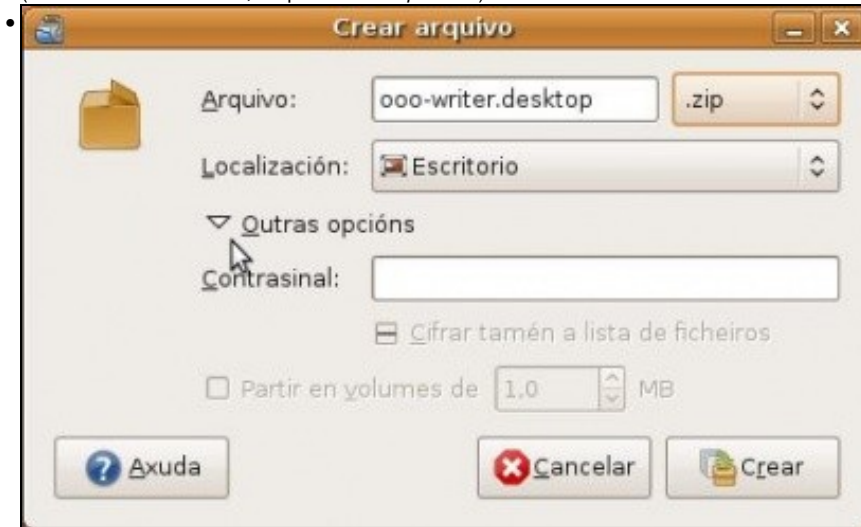 Crear arquivo
Arquivo: ooo-writer.desktop .zip
Localización: Escritorio
Outras opcións
Contrasinal:
Cifrar tamén a lista de ficheiros
Partir en volumes de 1,0 MB
Axuda Cancelar Crear